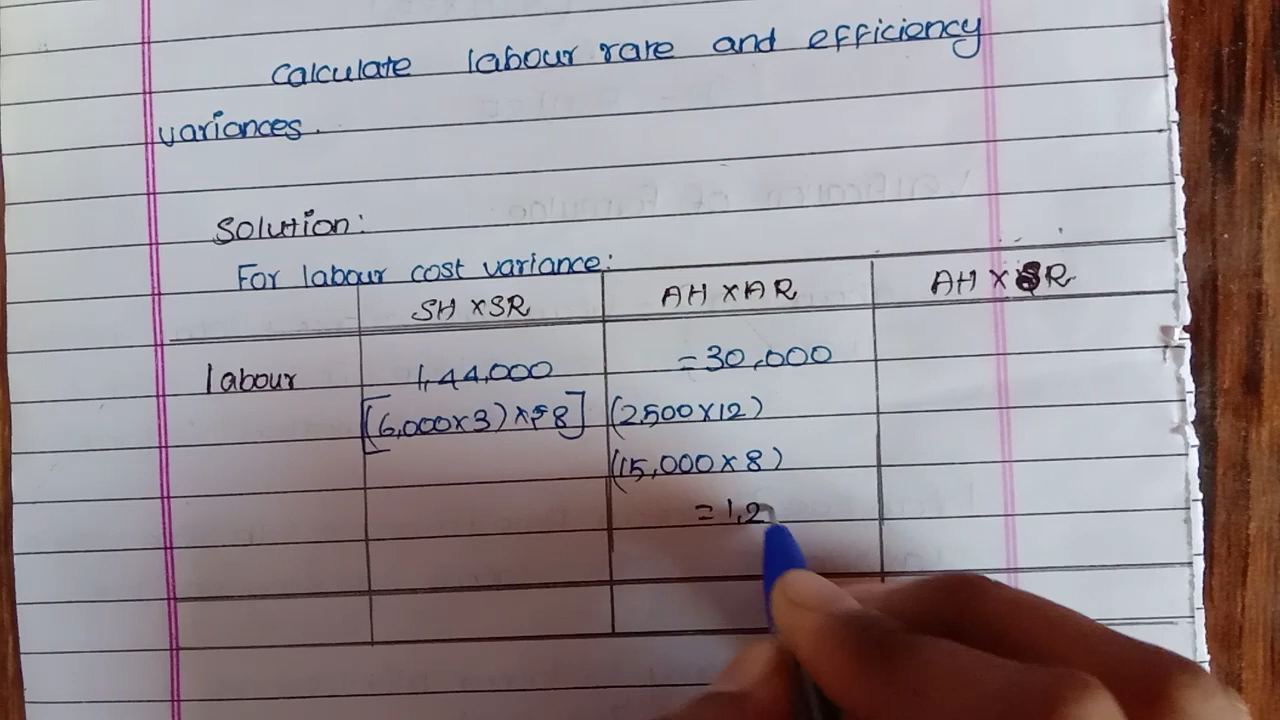 calculate labour rate and efficiency
variances.
Solution:
For labour cost variance:
SH × SR AH × AR AH × SR
labour 1,44,000 = 30,000
[(6,000 × 3) × 8] (2,500 × 12)
(15,000 × 8)
= 1,2